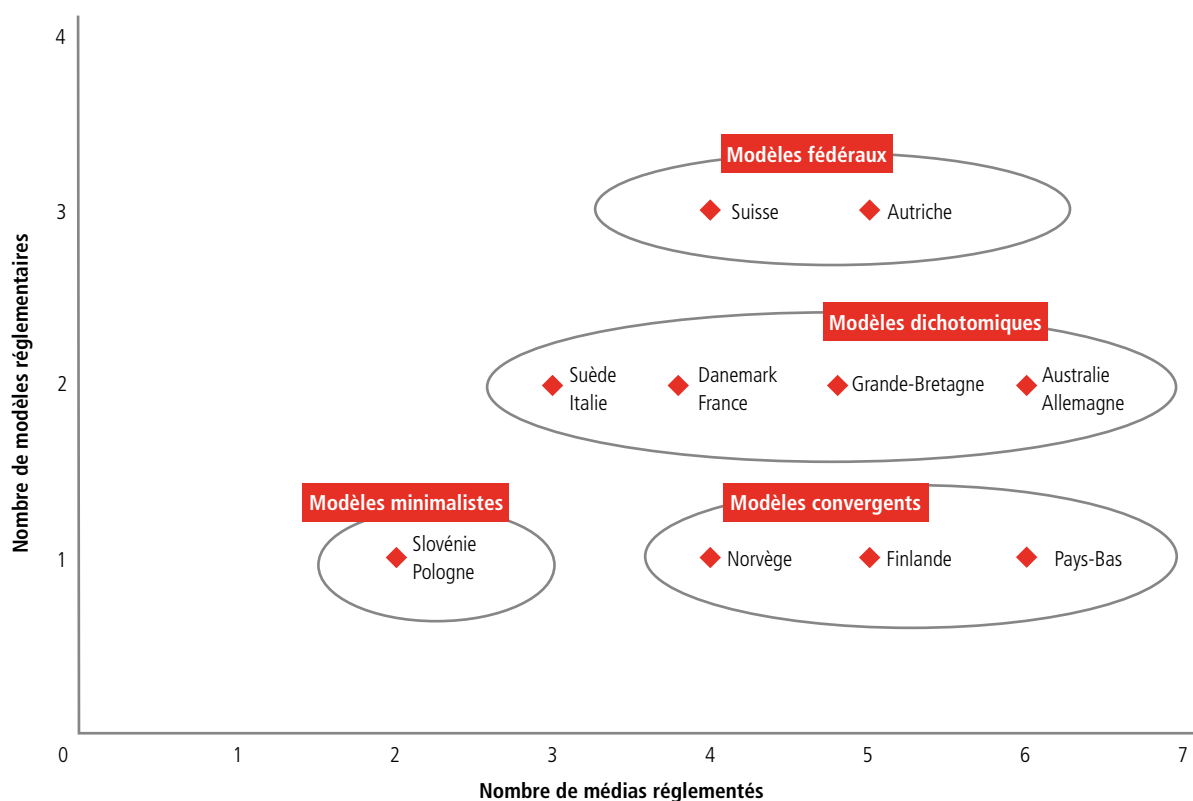 4
Modèles fédéraux
3
Suisse
Autriche
Modèles dichotomiques
2
Suède
Italie
Danemark
France
Grande-Bretagne
Australie
Allemagne
Modèles minimalistes
Modèles convergents
1
Slovénie
Pologne
Norvège
Finlande
Pays-Bas
Nombre de modèles réglementaires
0 1 2 3 4 5 6 7
Nombre de médias réglementés